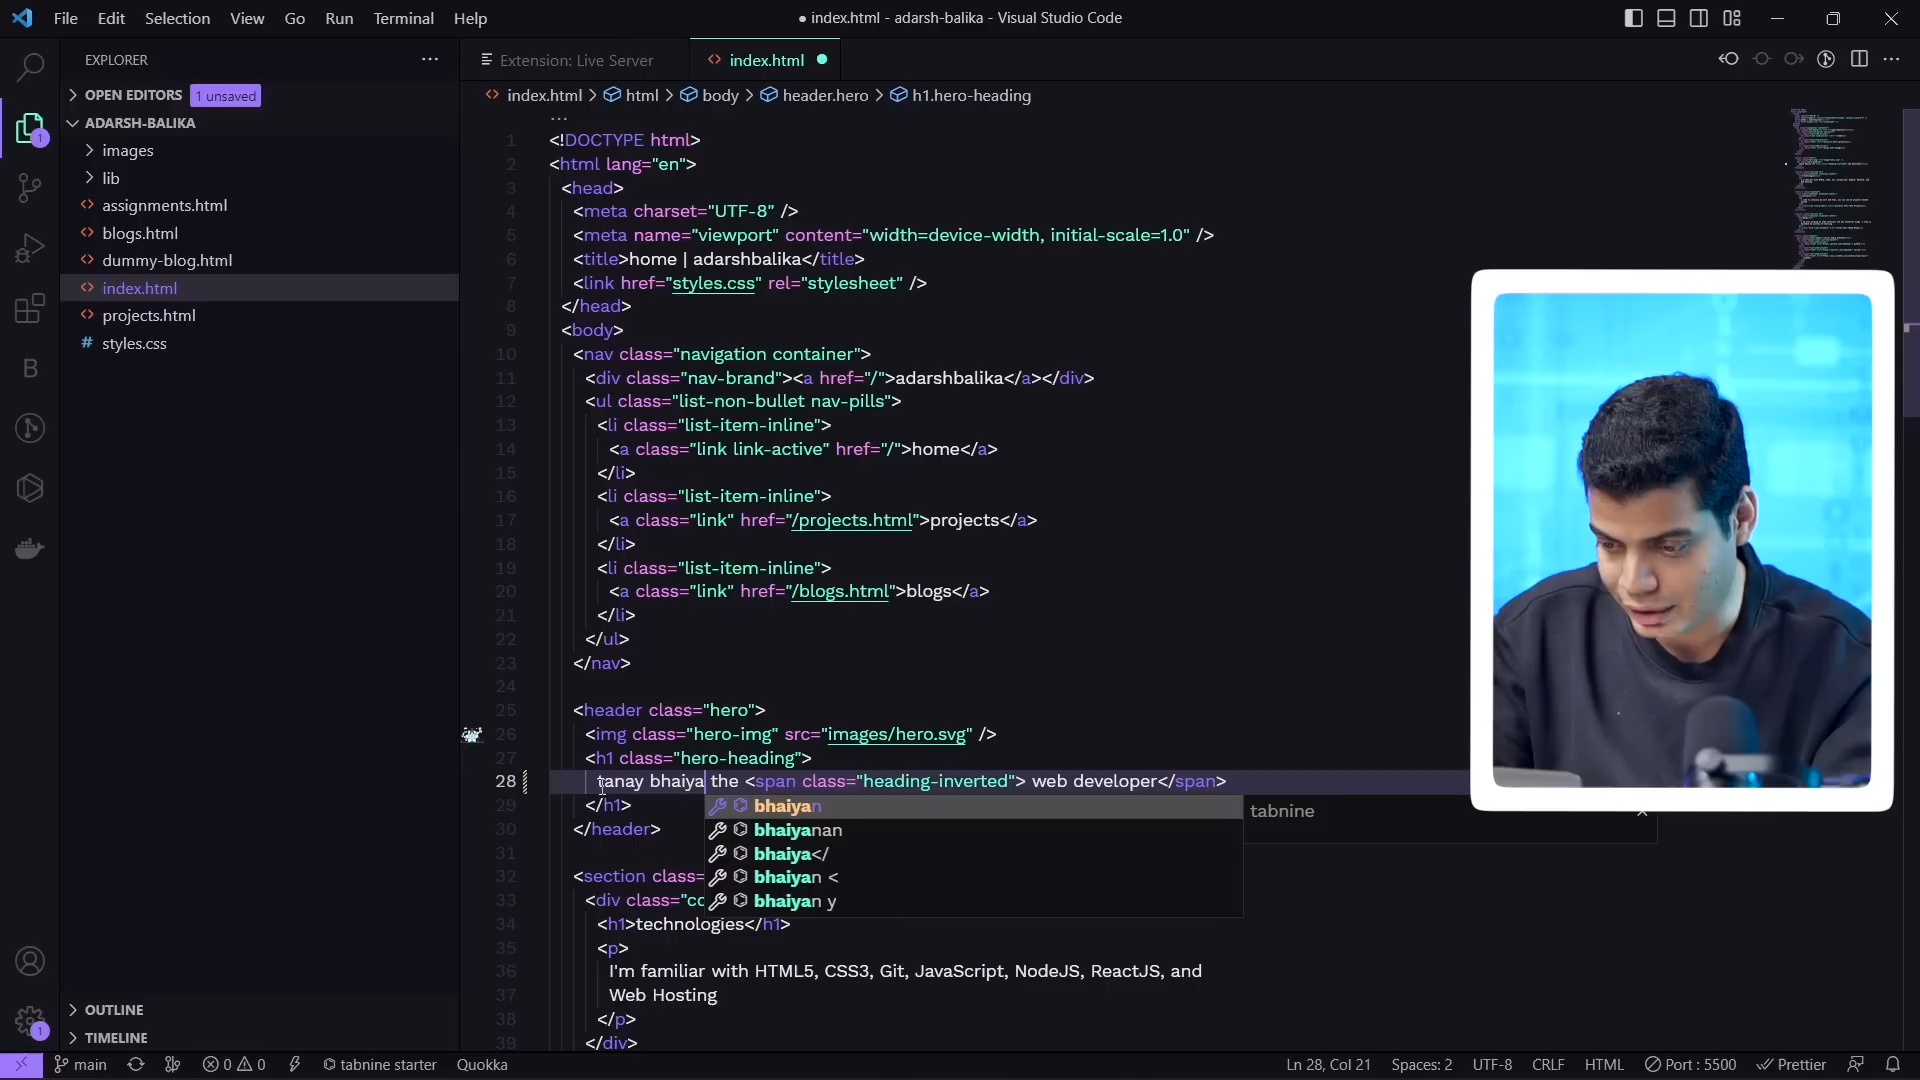 File Edit Selection View Go Run Terminal Help
● index.html - adarsh-balika - Visual Studio Code
EXPLORER
OPEN EDITORS 1 unsaved
ADARSH-BALIKA
images
lib
assignments.html
blogs.html
dummy-blog.html
index.html
projects.html
styles.css
OUTLINE
TIMELINE
Extension: Live Server
index.html
index.html > html > body > header.hero > h1.hero-heading
1 <!DOCTYPE html>
2 <html lang="en">
3 <head>
4 <meta charset="UTF-8" />
5 <meta name="viewport" content="width=device-width, initial-scale=1.0" />
6 <title>home | adarshbalika</title>
7 <link href="styles.css" rel="stylesheet" />
8 </head>
9 <body>
10 <nav class="navigation container">
11 <div class="nav-brand"><a href="/">adarshbalika</a></div>
12 <ul class="list-non-bullet nav-pills">
13 <li class="list-item-inline">
14 <a class="link link-active" href="/">home</a>
15 </li>
16 <li class="list-item-inline">
17 <a class="link" href="/projects.html">projects</a>
18 </li>
19 <li class="list-item-inline">
20 <a class="link" href="/blogs.html">blogs</a>
21 </li>
22 </ul>
23 </nav>
24
25 <header class="hero">
26 <img class="hero-img" src="images/hero.svg" />
27 <h1 class="hero-heading">
28 tanay bhaiya the <span class="heading-inverted"> web developer</span>
29 </h1>
30 </header>
31
32 <section class=
33 <div class="co
34 <h1>technologies</h1>
35 <p>
36 I'm familiar with HTML5, CSS3, Git, JavaScript, NodeJS, ReactJS, and
37 Web Hosting
38 </p>
39 </div>
bhaiyan
bhaiyanan
bhaiya</
bhaiyan <
bhaiyan y
tabnine
main 0 0 tabnine starter Quokka
Ln 28, Col 21 Spaces: 2 UTF-8 CRLF HTML Port : 5500 Prettier